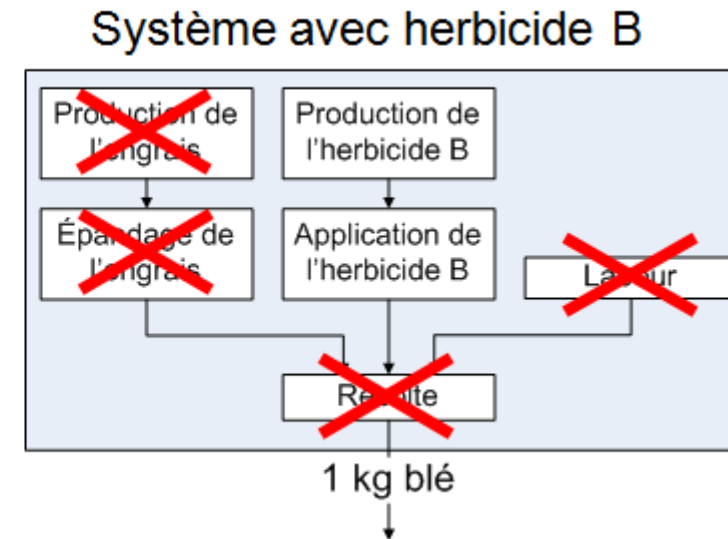 Système avec herbicide B
Production de
l'engrais
Production de
l'herbicide B
Épandage de
l'engrais
Application de
l'herbicide B
Labour
Récolte
1 kg blé